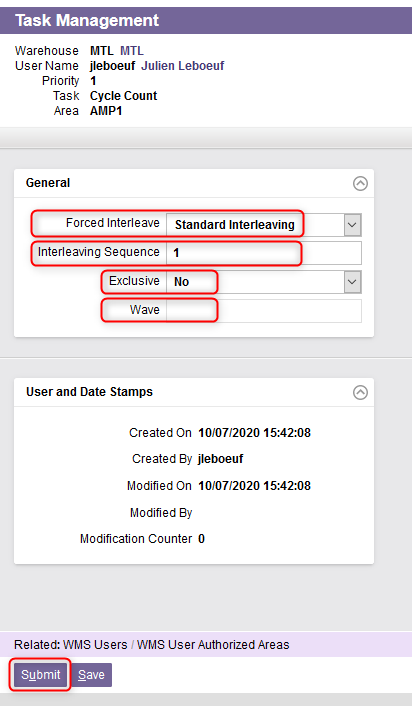 Task Management
Warehouse MTL MTL
User Name jleboeuf Julien Leboeuf
Priority 1
Task Cycle Count
Area AMP1
General
Forced Interleave Standard Interleaving
Interleaving Sequence 1
Exclusive No
Wave
User and Date Stamps
Created On 10/07/2020 15:42:08
Created By jleboeuf
Modified On 10/07/2020 15:42:08
Modified By
Modification Counter 0
Related: WMS Users / WMS User Authorized Areas
Submit Save